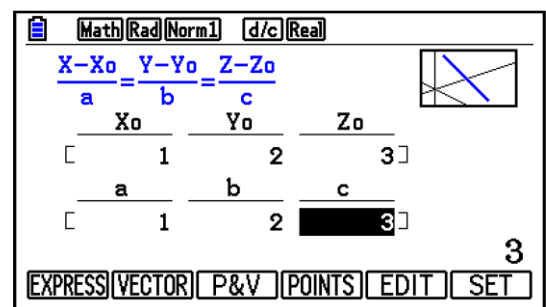 Math Rad Norm1 d/c Real
X-Xo/a = Y-Yo/b = Z-Zo/c
Xo Yo Zo
[ 1 2 3 ]
a b c
[ 1 2 3 ]
3
EXPRESS VECTOR P&V POINTS EDIT SET